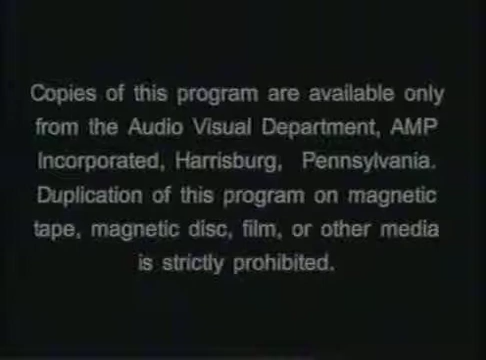 Copies of this program are available only
from the Audio Visual Department, AMP
Incorporated, Harrisburg, Pennsylvania.
Duplication of this program on magnetic
tape, magnetic disc, film, or other media
is strictly prohibited.